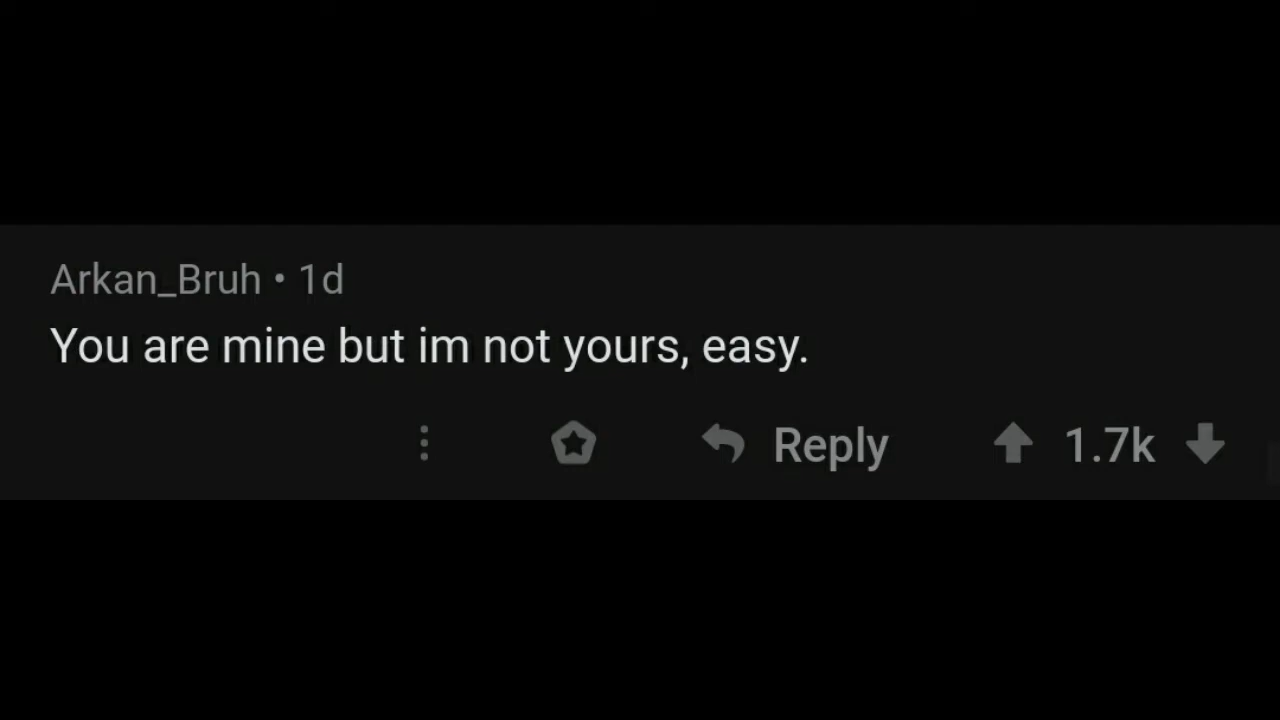 Arkan_Bruh • 1d
You are mine but im not yours, easy.
Reply 1.7k